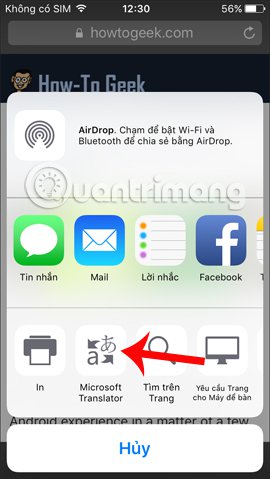 Không có SIM 12:30 56%
howtogeek.com
How-To Geek
AirDrop. Chạm để bật Wi-Fi và
Bluetooth để chia sẻ bằng AirDrop.
Quantrimang
Tin nhắn Mail Lời nhắc Facebook
In Microsoft Translator Tìm trên Trang Yêu cầu Trang cho Máy để bàn
Android experience in a matter of a few
Hủy